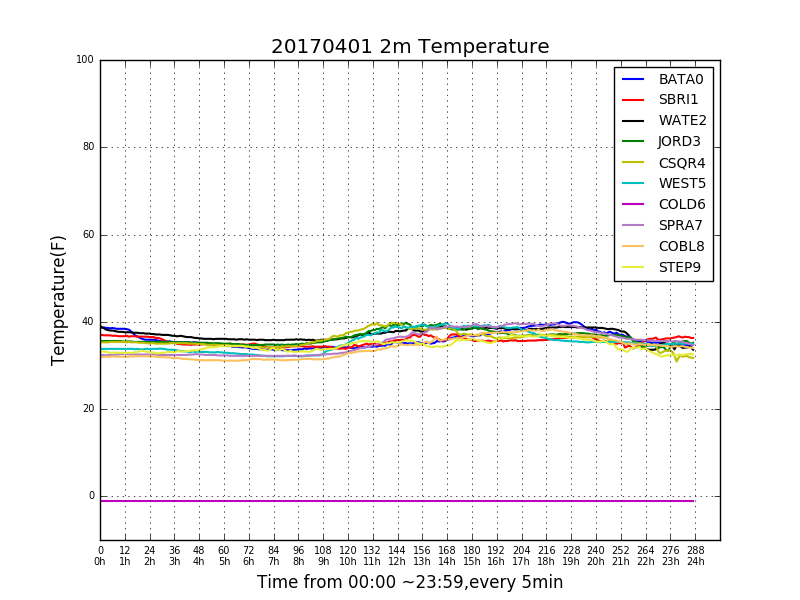 20170401 2m Temperature
100
80
60
40
20
0
Temperature(F)
BATA0
SBRI1
WATE2
JORD3
CSQR4
WEST5
COLD6
SPRA7
COBL8
STEP9
0 12 24 36 48 60 72 84 96 108 120 132 144 156 168 180 192 204 216 228 240 252 264 276 288
0h 1h 2h 3h 4h 5h 6h 7h 8h 9h 10h 11h 12h 13h 14h 15h 16h 17h 18h 19h 20h 21h 22h 23h 24h
Time from 00:00 ~23:59,every 5min